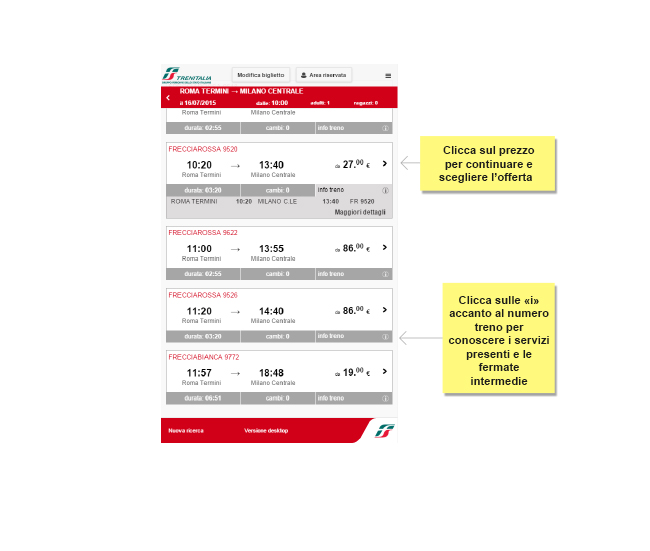 TRENITALIA
Modifica biglietto
Area riservata
ROMA TERMINI → MILANO CENTRALE
il 16/07/2015 dalle: 10:00 adulti: 1 ragazzi: 0
Roma Termini Milano Centrale
durata: 02:55 cambi: 0 info treno
FRECCIAROSSA 9520
10:20 → 13:40 da 27.00 €
Roma Termini Milano Centrale
durata: 03:20 cambi: 0 info treno
ROMA TERMINI 10:20 MILANO C.LE 13:40 FR 9520
Maggiori dettagli
FRECCIAROSSA 9622
11:00 → 13:55 da 86.00 €
Roma Termini Milano Centrale
durata: 02:55 cambi: 0 info treno
FRECCIAROSSA 9526
11:20 → 14:40 da 86.00 €
Roma Termini Milano Centrale
durata: 03:20 cambi: 0 info treno
FRECCIABIANCA 9772
11:57 → 18:48 da 19.00 €
Roma Termini Milano Centrale
durata: 06:51 cambi: 0 info treno
Nuova ricerca Versione desktop
Clicca sul prezzo
per continuare e
scegliere l’offerta
Clicca sulle «i»
accanto al numero
treno per
conoscere i servizi
presenti e le
fermate
intermedie